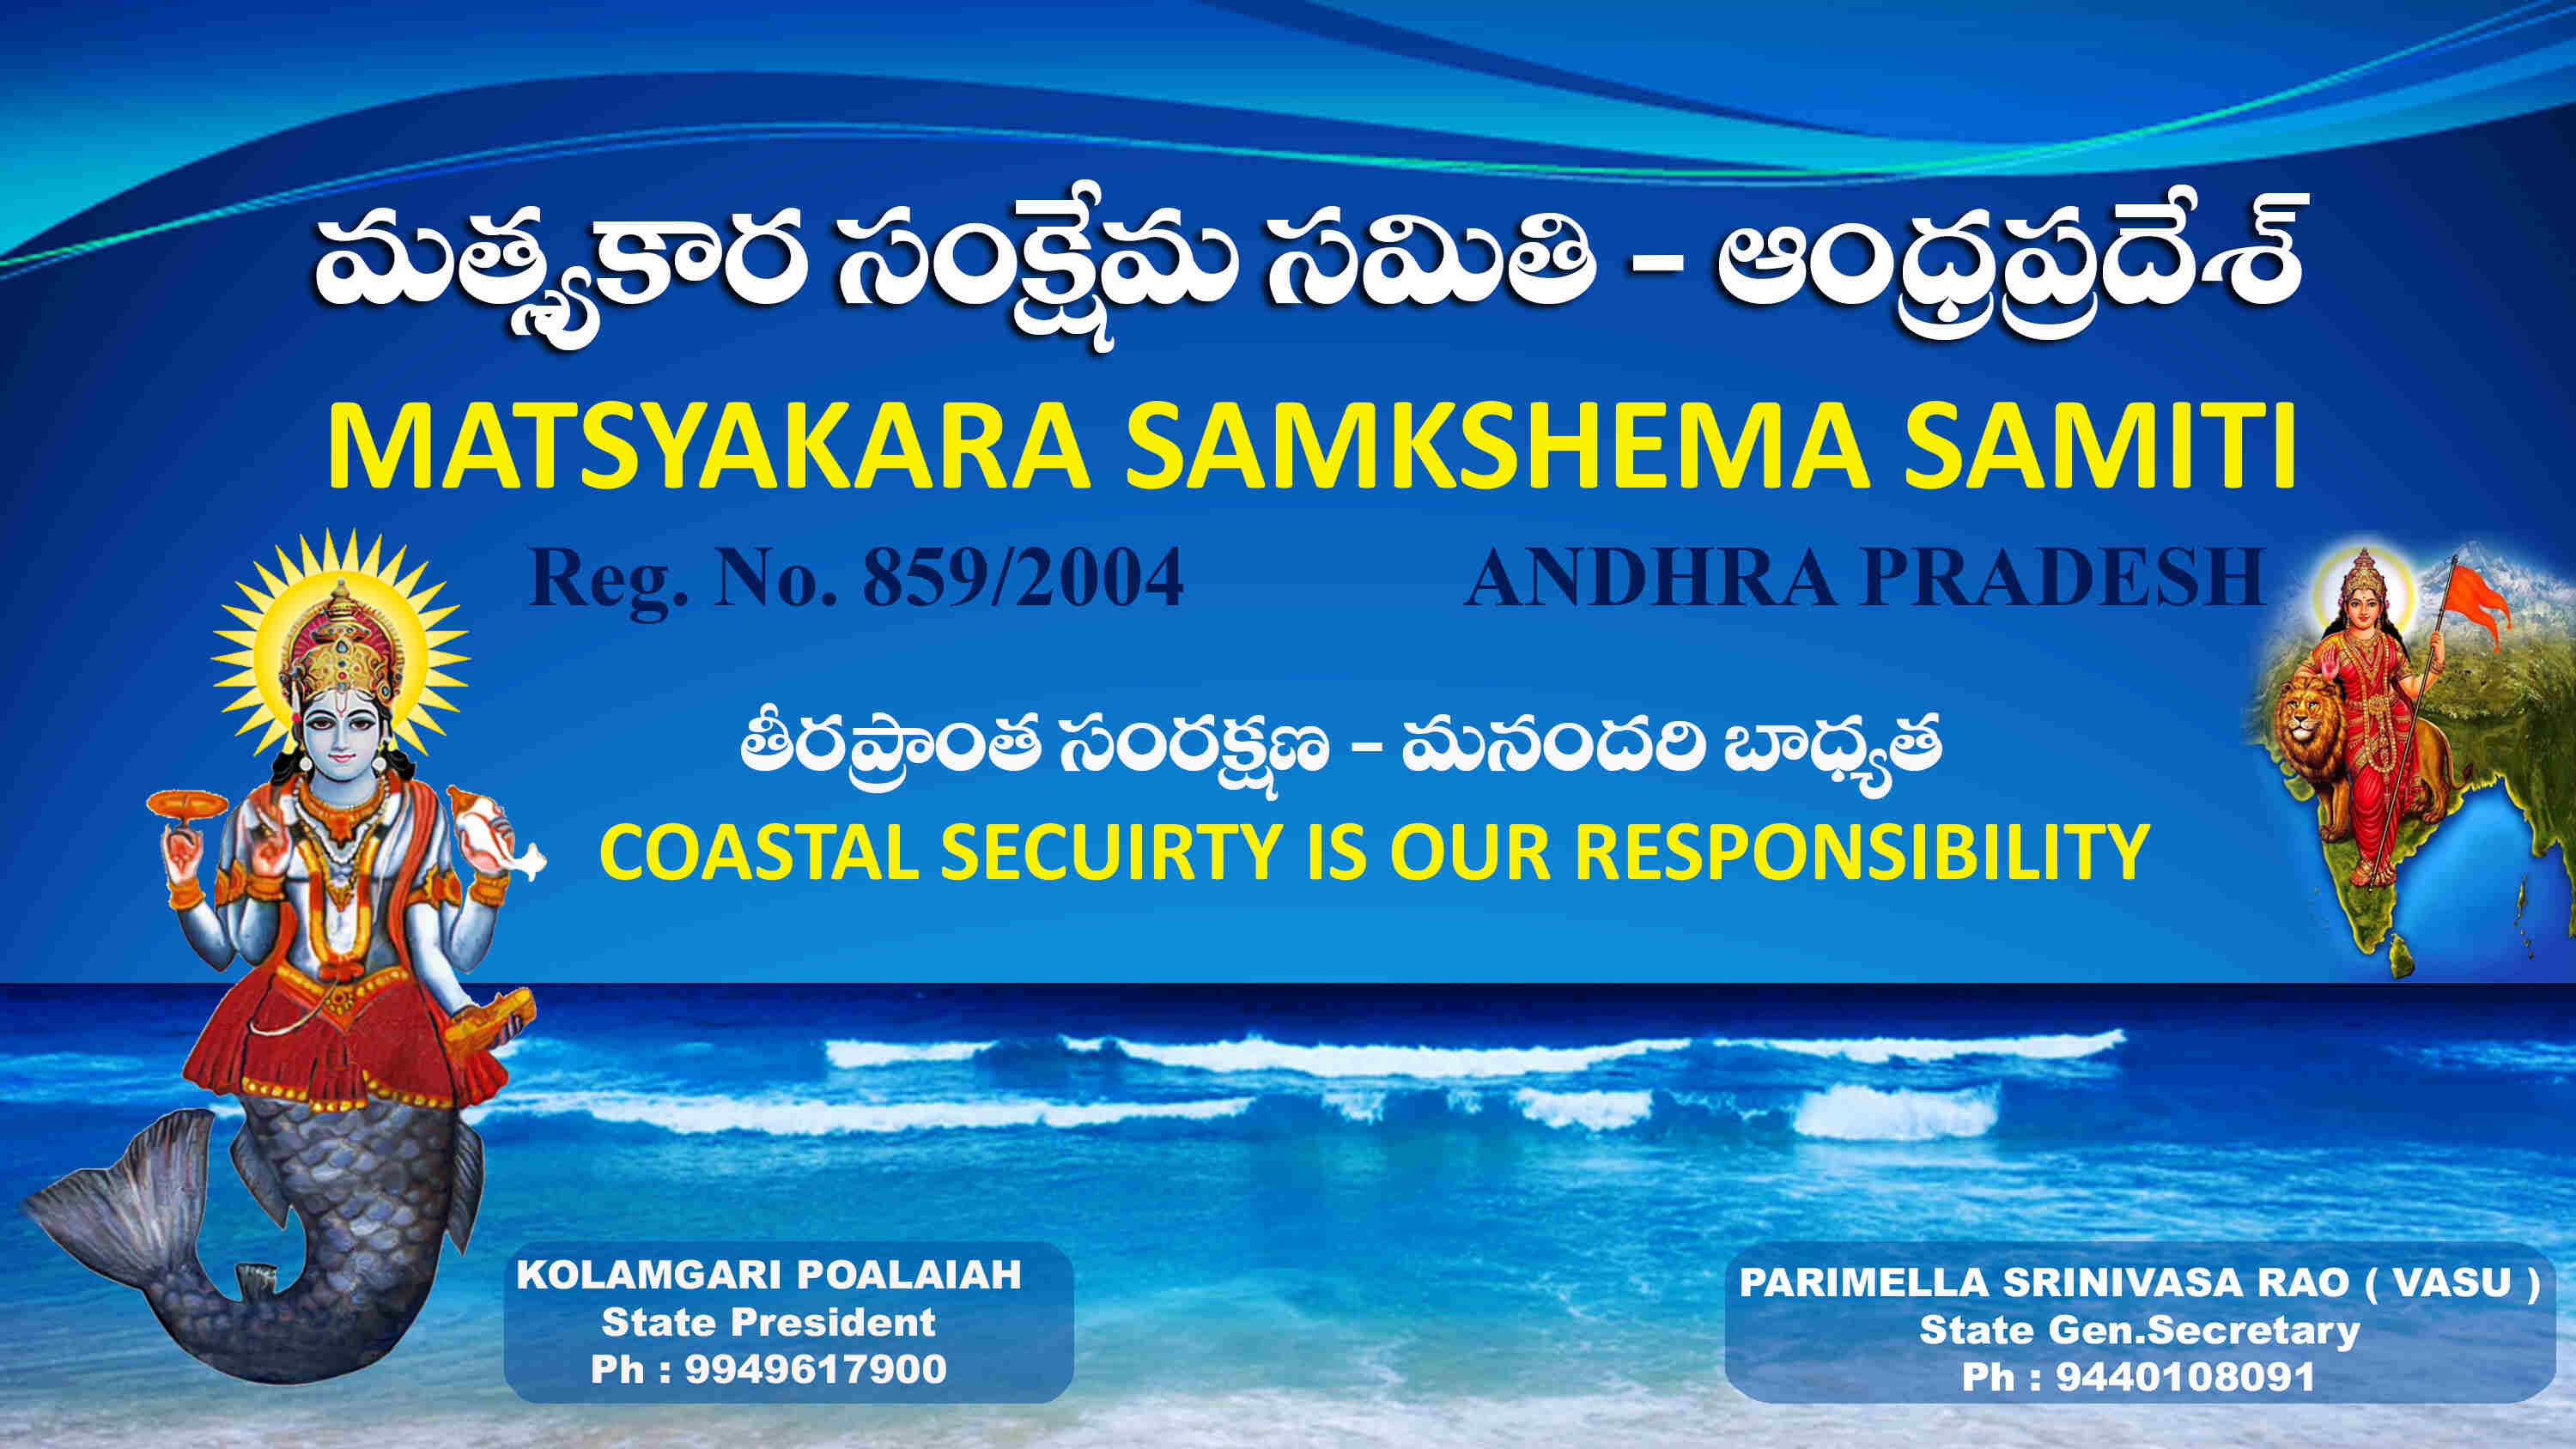 మత్స్యకార సంక్షేమ సమితి - ఆంధ్రప్రదేశ్
MATSYAKARA SAMKSHEMA SAMITI
Reg. No. 859/2004 ANDHRA PRADESH
తీరప్రాంత సంరక్షణ - మనందరి బాధ్యత
COASTAL SECUIRTY IS OUR RESPONSIBILITY
KOLAMGARI POALAIAH
State President
Ph : 9949617900
PARIMELLA SRINIVASA RAO ( VASU )
State Gen.Secretary
Ph : 9440108091